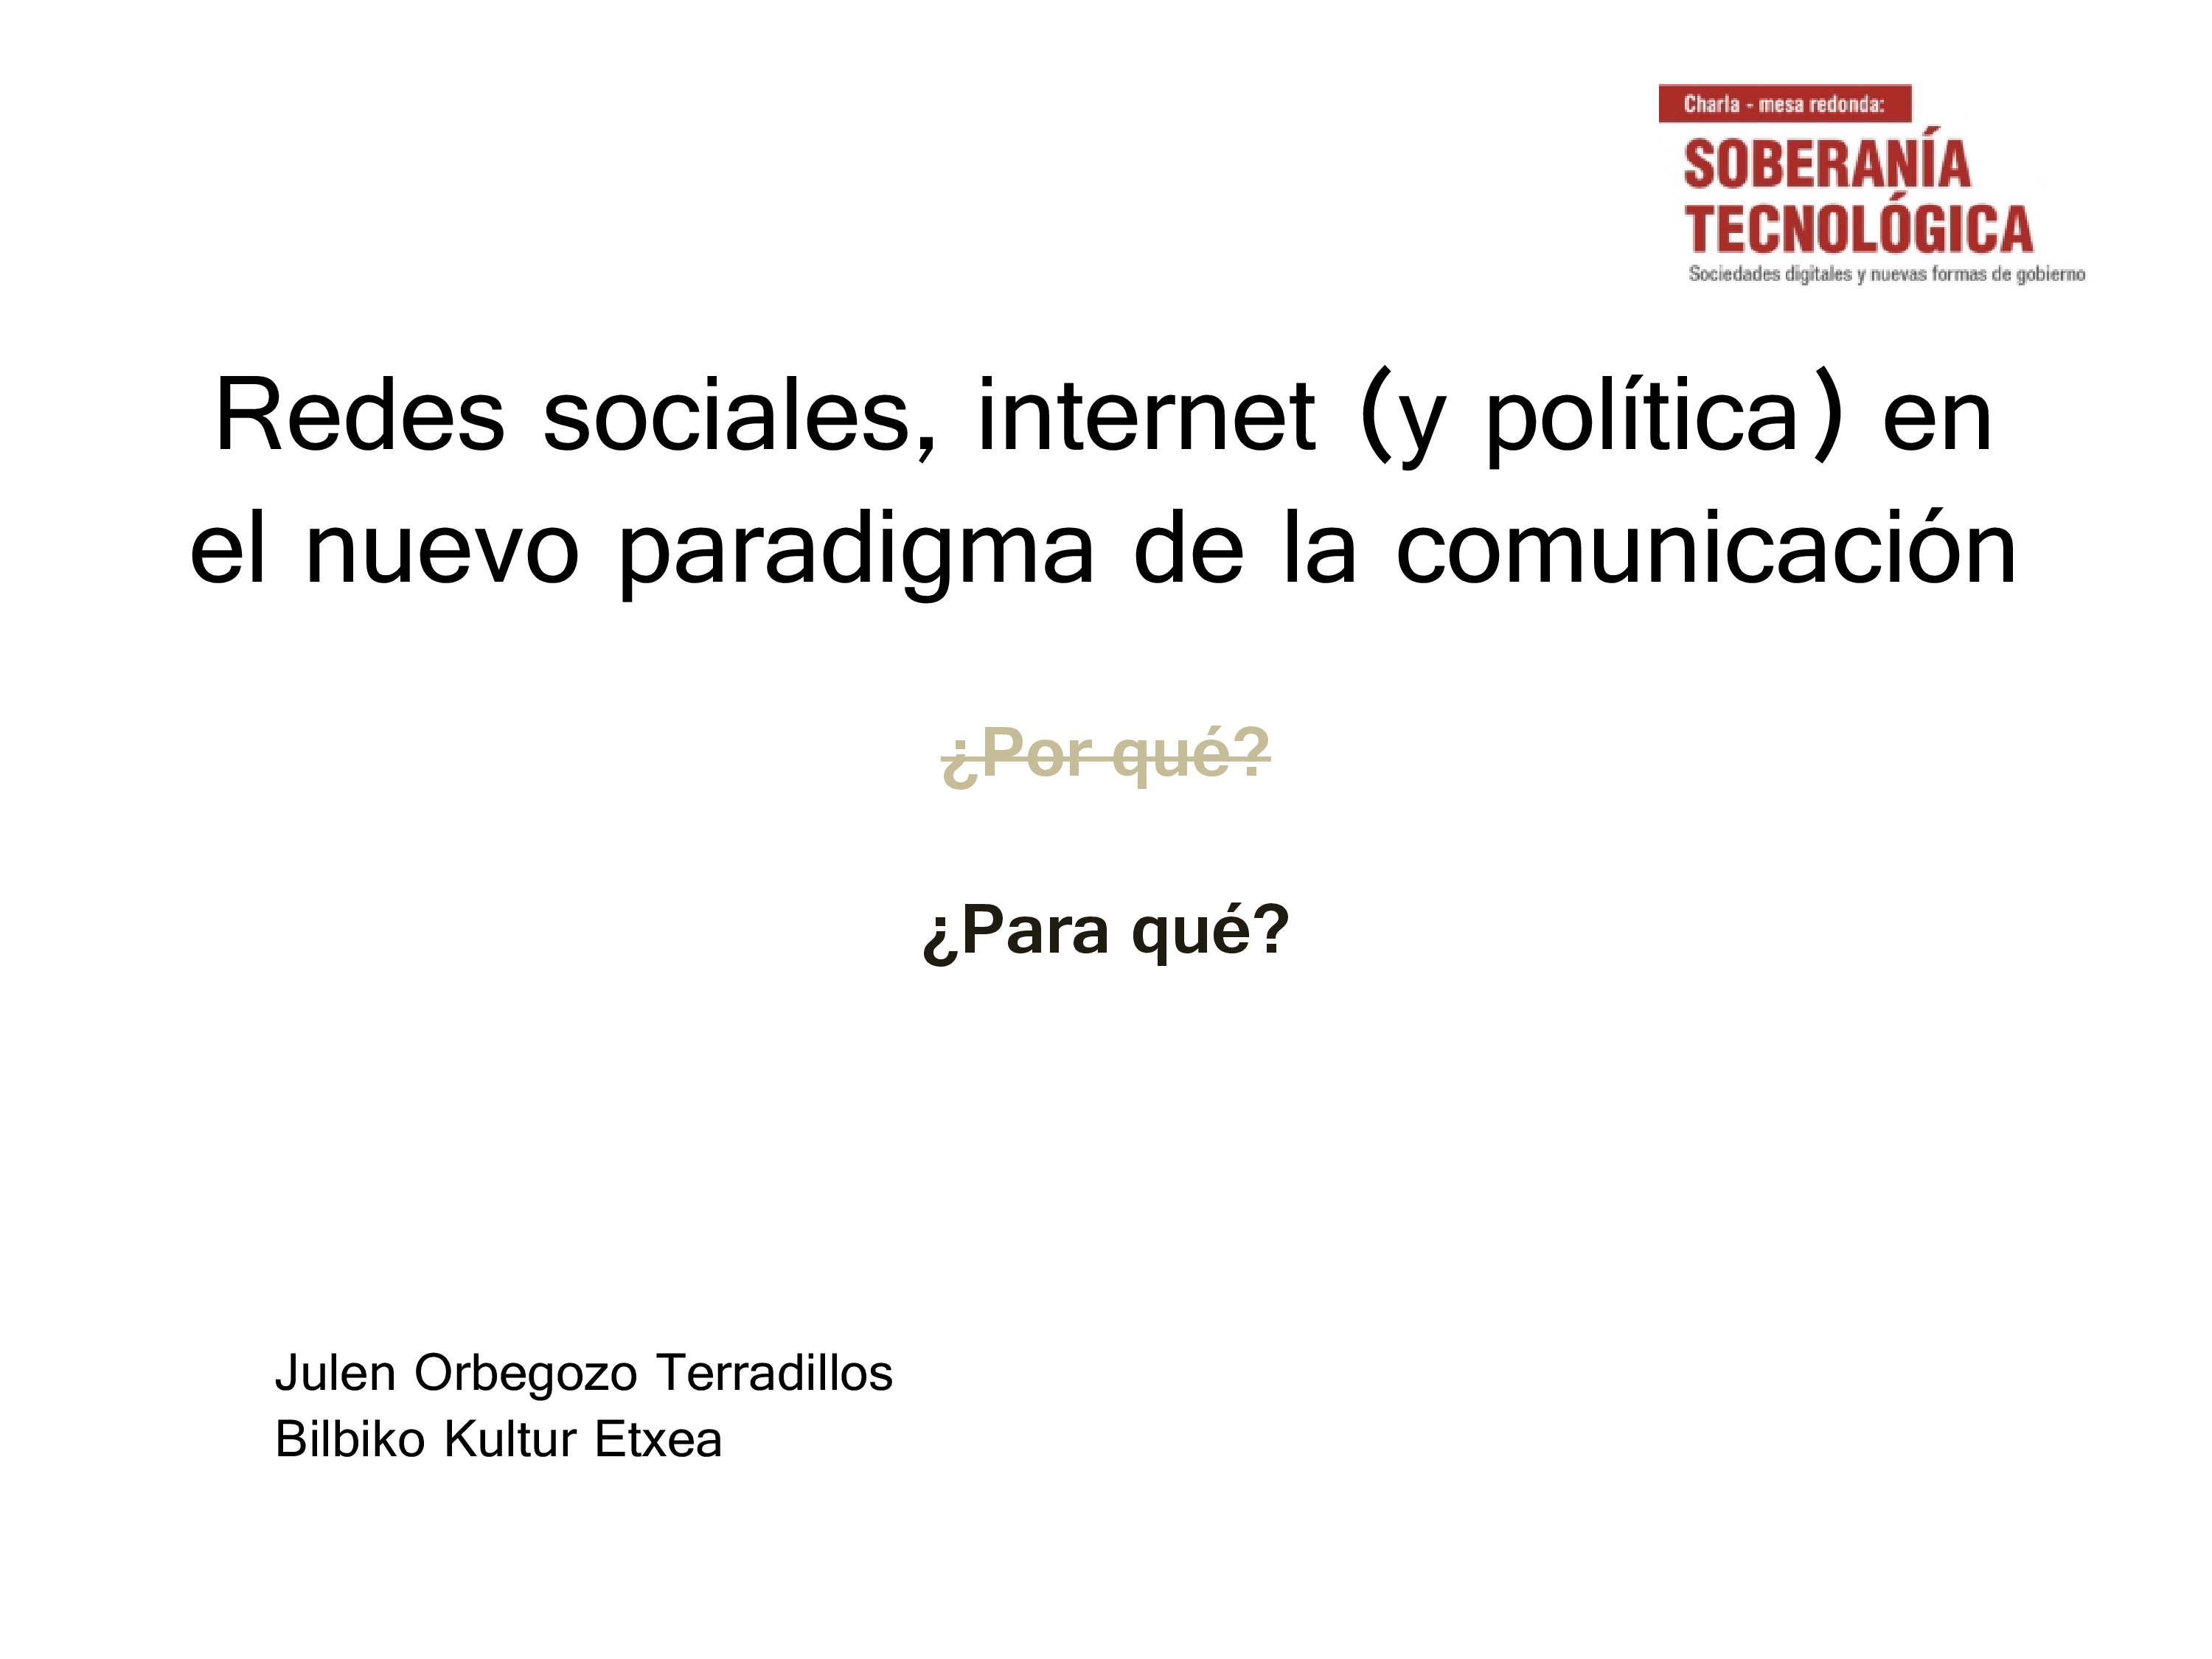 Charla - mesa redonda:
SOBERANÍA
TECNOLÓGICA
Sociedades digitales y nuevas formas de gobierno
Redes sociales, internet (y política) en
el nuevo paradigma de la comunicación
¿Por qué?
¿Para qué?
Julen Orbegozo Terradillos
Bilbiko Kultur Etxea